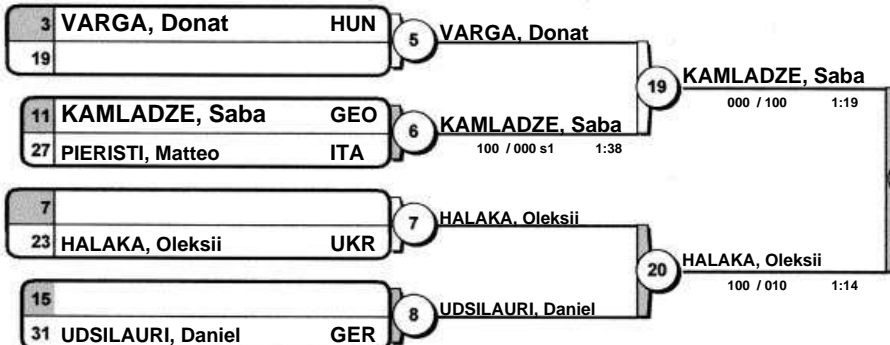 3 VARGA, Donat HUN
19
5 VARGA, Donat
11 KAMLADZE, Saba GEO
27 PIERISTI, Matteo ITA
6 KAMLADZE, Saba
100 / 000 s1 1:38
19 KAMLADZE, Saba
000 / 100 1:19
7
23 HALAKA, Oleksii UKR
7 HALAKA, Oleksii
15
31 UDSILAURI, Daniel GER
8 UDSILAURI, Daniel
20 HALAKA, Oleksii
100 / 010 1:14